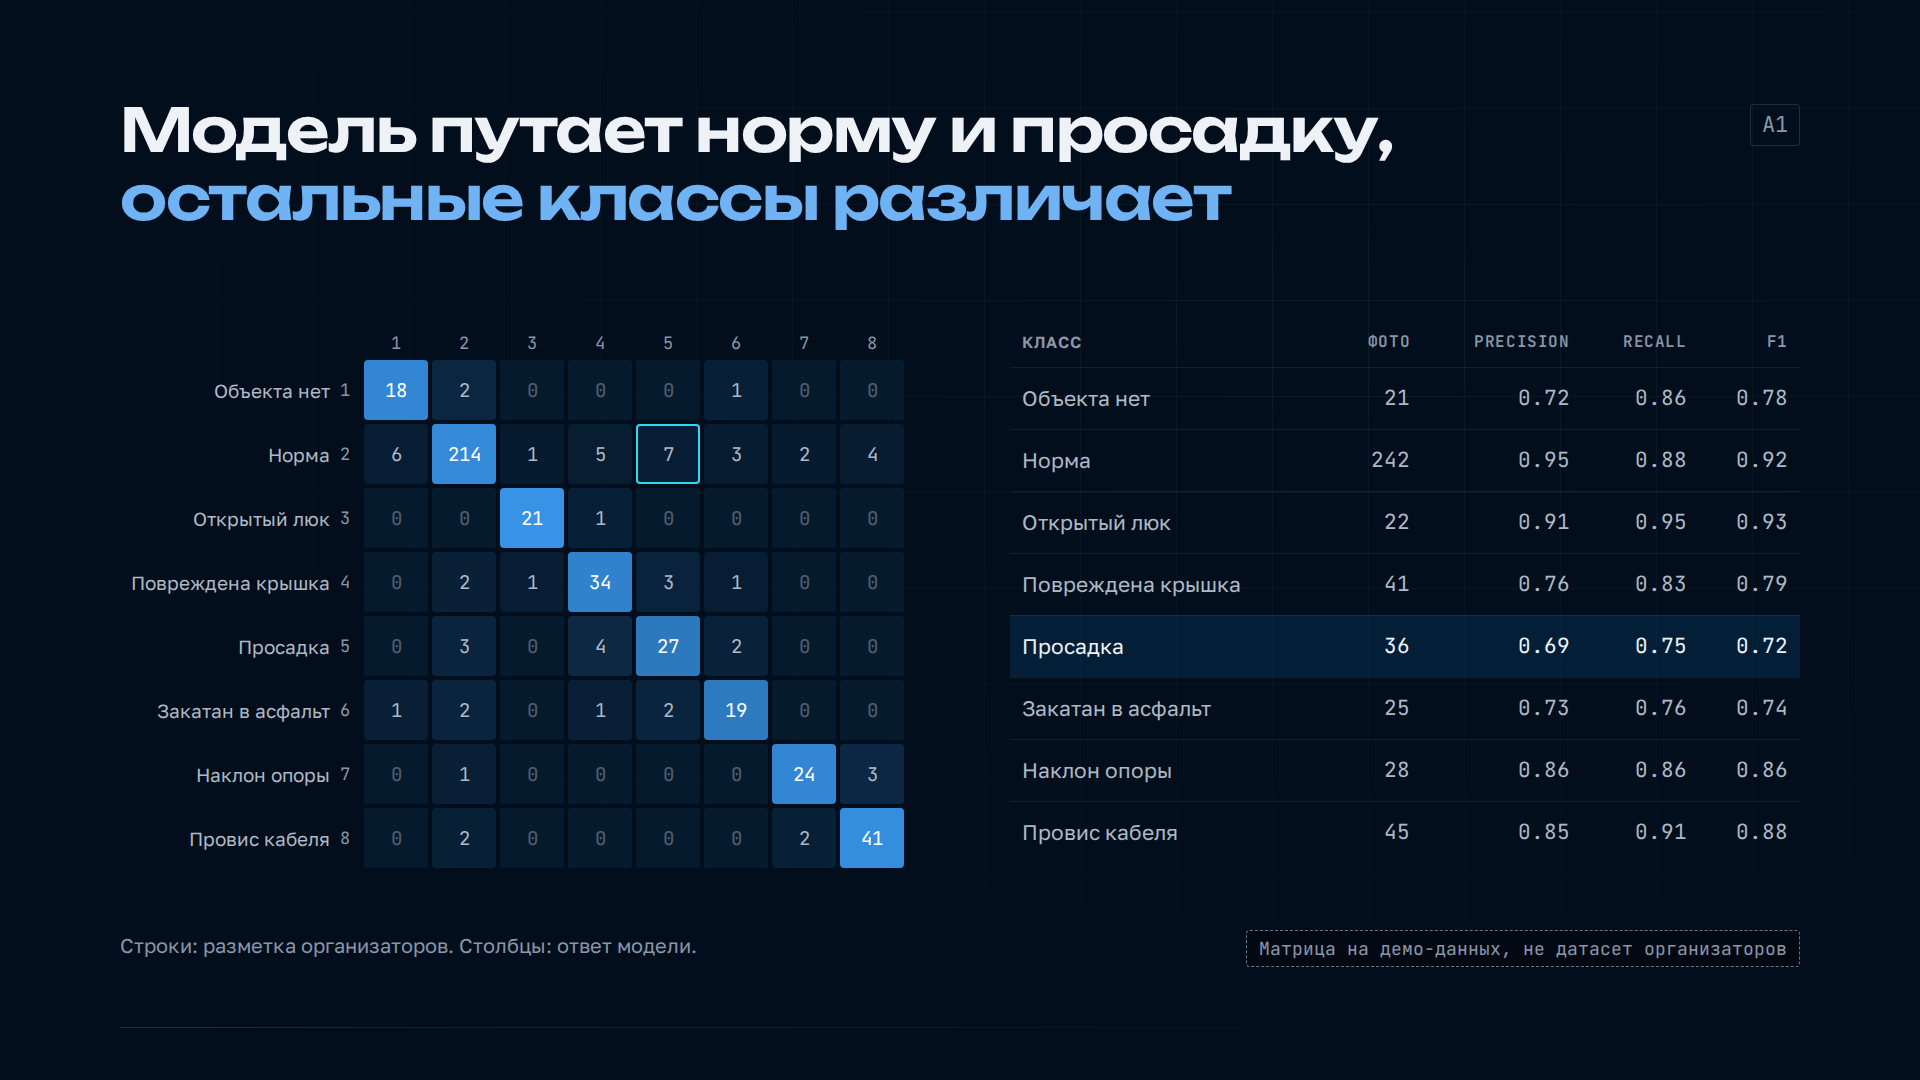 Модель путает норму и просадку,
остальные классы различает
A1
1 2 3 4 5 6 7 8
Объекта нет 1 18 2 0 0 0 1 0 0
Норма 2 6 214 1 5 7 3 2 4
Открытый люк 3 0 0 21 1 0 0 0 0
Повреждена крышка 4 0 2 1 34 3 1 0 0
Просадка 5 0 3 0 4 27 2 0 0
Закатан в асфальт 6 1 2 0 1 2 19 0 0
Наклон опоры 7 0 1 0 0 0 0 24 3
Провис кабеля 8 0 2 0 0 0 0 2 41
КЛАСС ФОТО PRECISION RECALL F1
Объекта нет 21 0.72 0.86 0.78
Норма 242 0.95 0.88 0.92
Открытый люк 22 0.91 0.95 0.93
Повреждена крышка 41 0.76 0.83 0.79
Просадка 36 0.69 0.75 0.72
Закатан в асфальт 25 0.73 0.76 0.74
Наклон опоры 28 0.86 0.86 0.86
Провис кабеля 45 0.85 0.91 0.88
Строки: разметка организаторов. Столбцы: ответ модели.
Матрица на демо-данных, не датасет организаторов